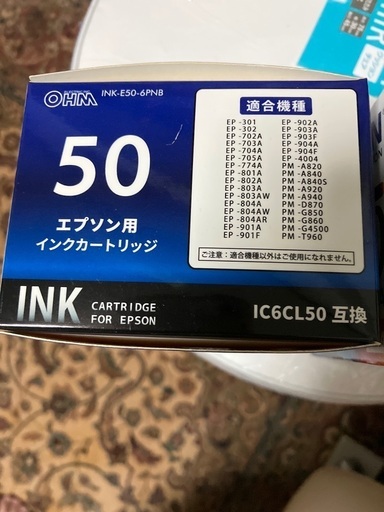 OHM
INK-E50-6PNB
50
エプソン用
インクカートリッジ
適合機種
EP -301
EP -302
EP -702A
EP -703A
EP -704A
EP -705A
EP -774A
EP -801A
EP -802A
EP -803A
EP -803AW
EP -804A
EP -804AW
EP -804AR
EP -901A
EP -901F
EP -902A
EP -903A
EP -903F
EP -904A
EP -904F
EP -4004
PM -A820
PM -A840
PM -A840S
PM -A920
PM -A940
PM -D870
PM -G850
PM -G860
PM -G4500
PM -T960
ご注意：適合機種以外はご使用になれません。
INK
CARTRIDGE
FOR EPSON
IC6CL50 互換